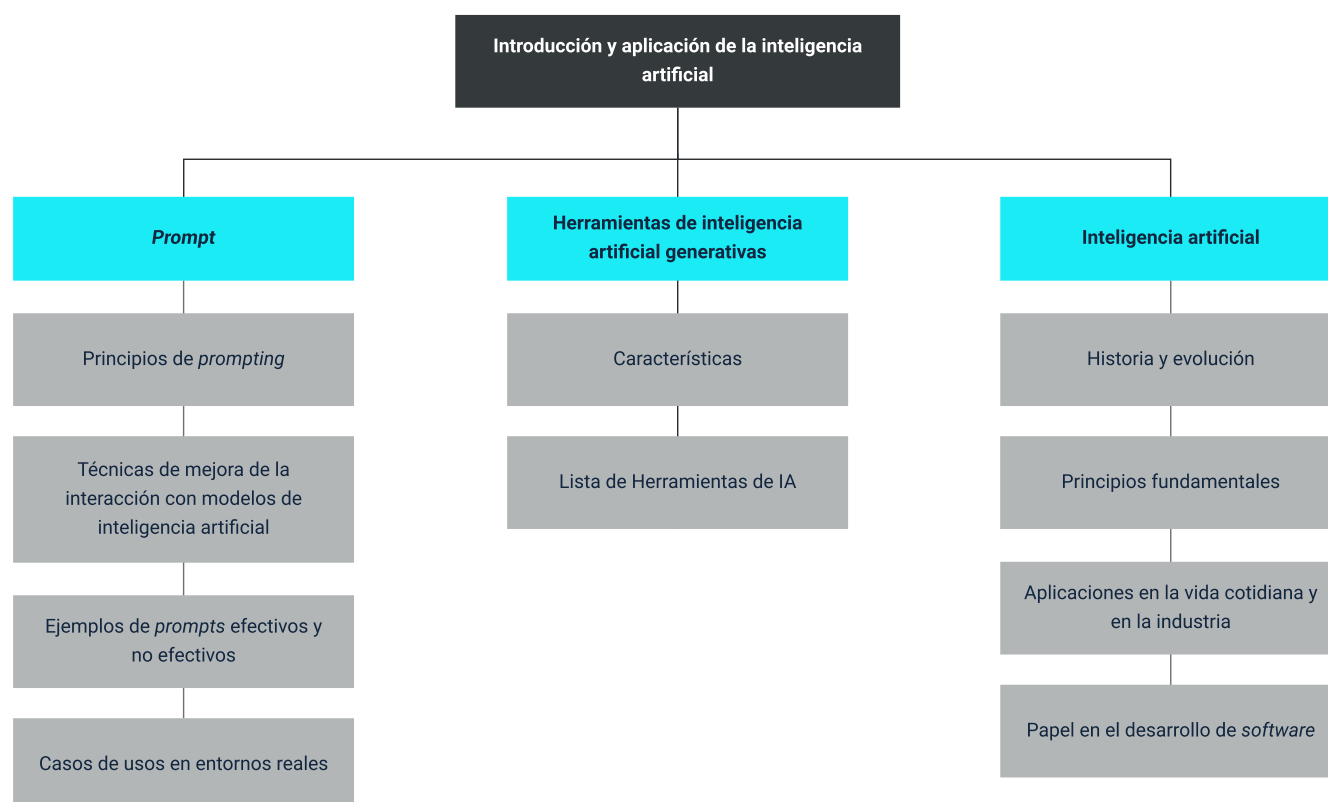 Introducción y aplicación de la inteligencia
artificial
Prompt
Principios de prompting
Técnicas de mejora de la
interacción con modelos de
inteligencia artificial
Ejemplos de prompts efectivos y
no efectivos
Casos de usos en entornos reales
Herramientas de inteligencia
artificial generativas
Características
Lista de Herramientas de IA
Inteligencia artificial
Historia y evolución
Principios fundamentales
Aplicaciones en la vida cotidiana y
en la industria
Papel en el desarrollo de software